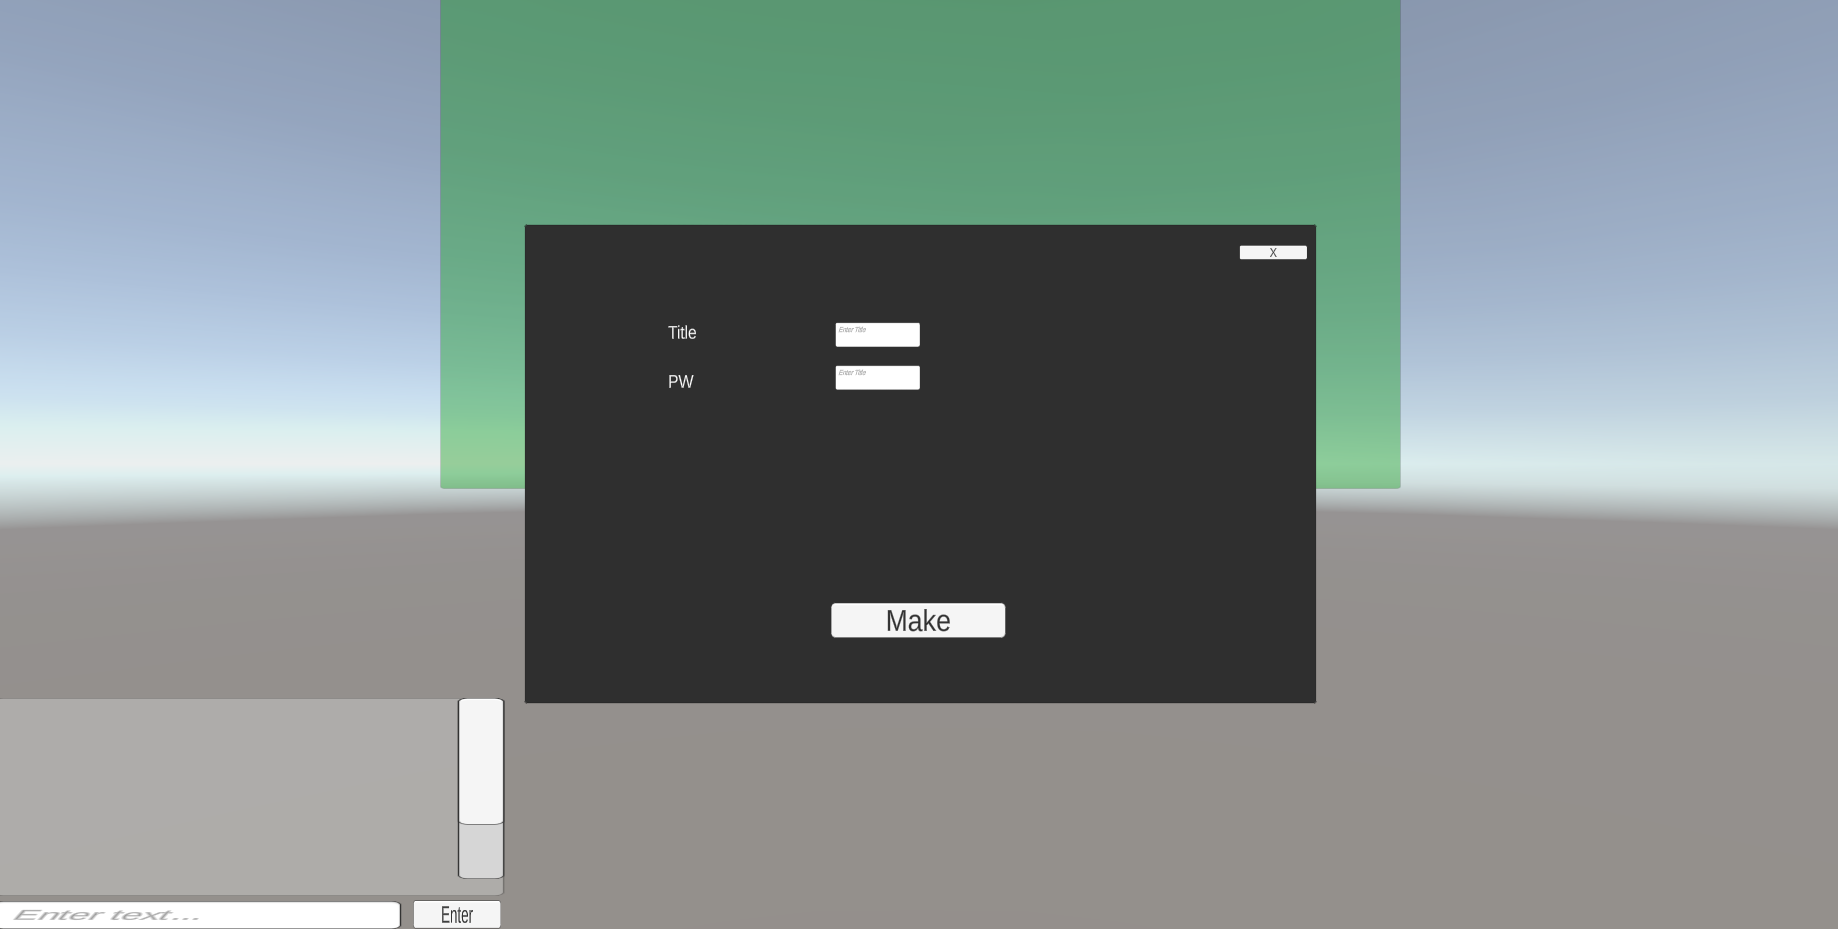 X
Title
Enter Title
PW
Enter Title
Make
Enter text...
Enter